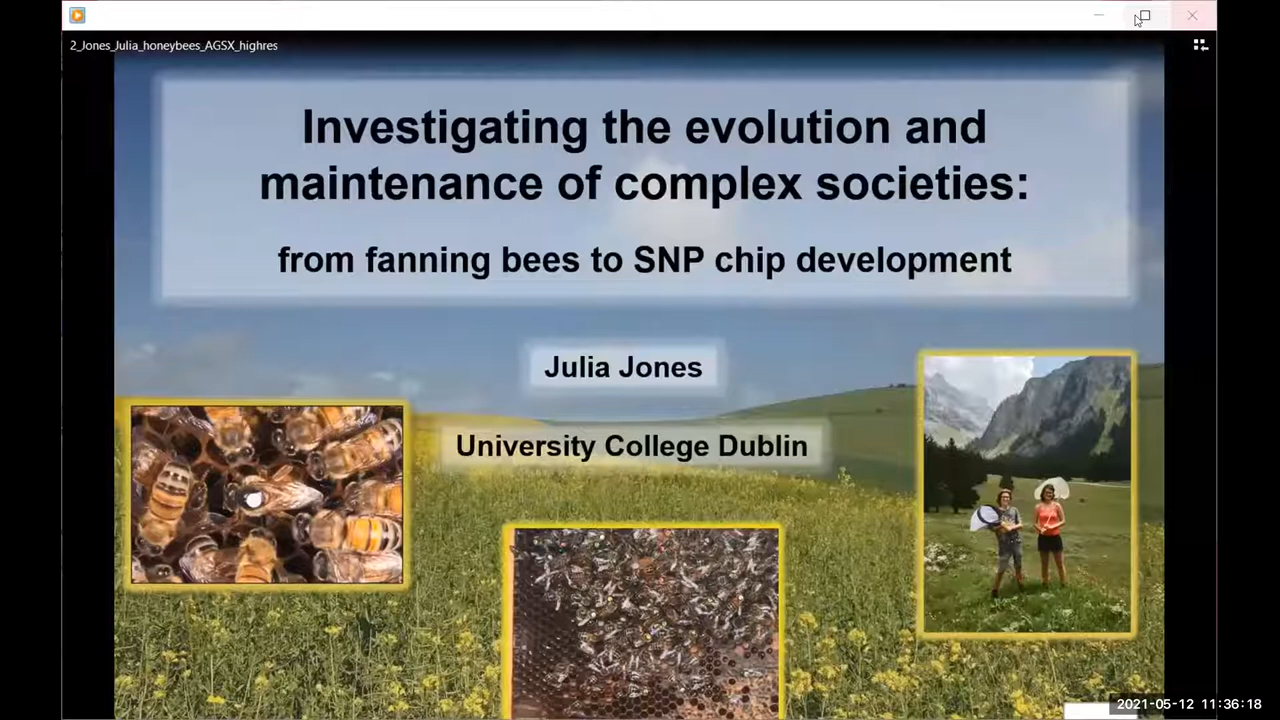 2_Jones_Julia_honeybees_AGSX_highres
Investigating the evolution and
maintenance of complex societies:
from fanning bees to SNP chip development
Julia Jones
University College Dublin
2021-05-12 11:36:18